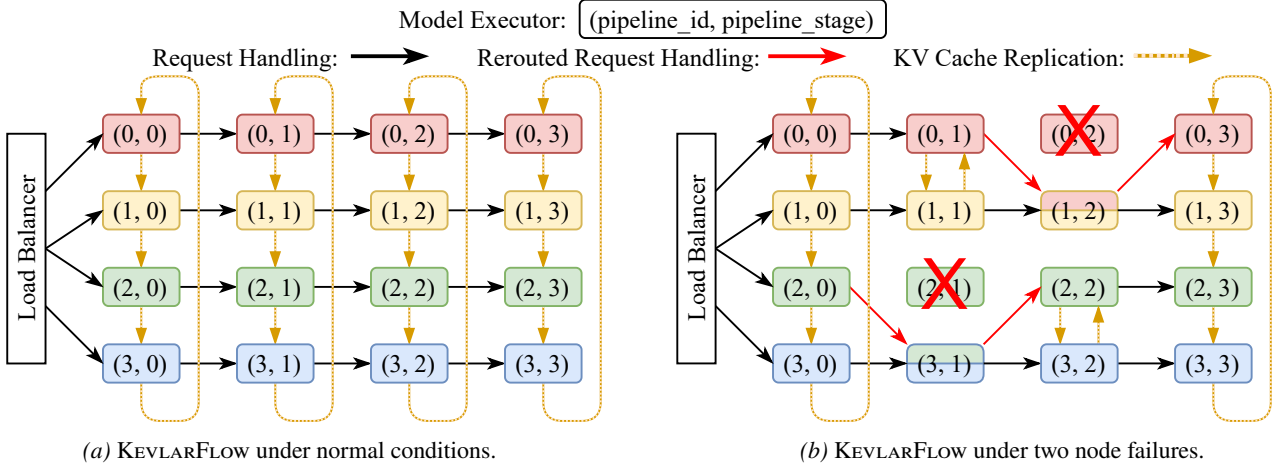 Model Executor: (pipeline_id, pipeline_stage)
Request Handling: Rerouted Request Handling: KV Cache Replication:
Load Balancer
(0, 0) (0, 1) (0, 2) (0, 3)
(1, 0) (1, 1) (1, 2) (1, 3)
(2, 0) (2, 1) (2, 2) (2, 3)
(3, 0) (3, 1) (3, 2) (3, 3)
(a) KEVLARFLOW under normal conditions.
Load Balancer
(0, 0) (0, 1) (0, 2) (0, 3)
(1, 0) (1, 1) (1, 2) (1, 3)
(2, 0) (2, 1) (2, 2) (2, 3)
(3, 0) (3, 1) (3, 2) (3, 3)
(b) KEVLARFLOW under two node failures.